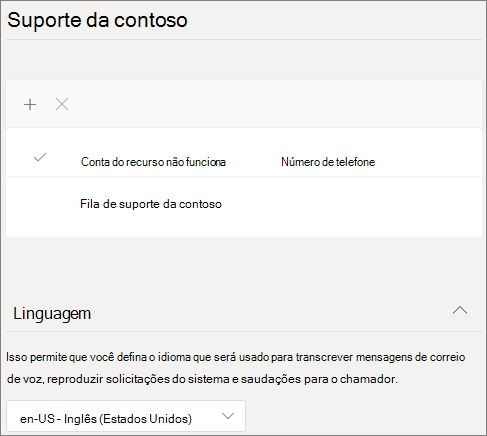 Suporte da contoso
Conta do recurso não funciona Número de telefone
Fila de suporte da contoso
Linguagem
Isso permite que você defina o idioma que será usado para transcrever mensagens de correio
de voz, reproduzir solicitações do sistema e saudações para o chamador.
en-US - Inglês (Estados Unidos)